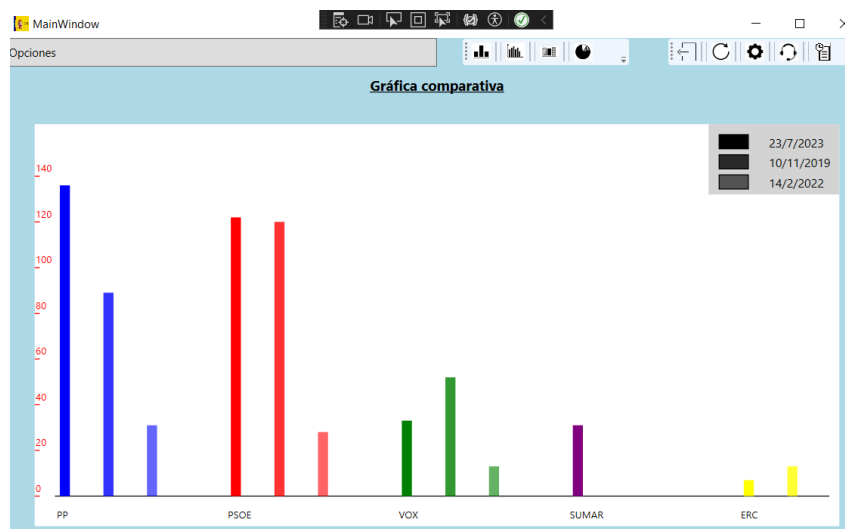 MainWindow
Opciones
Gráfica comparativa
23/7/2023
10/11/2019
14/2/2022
140
120
100
80
60
40
20
0
PP PSOE VOX SUMAR ERC